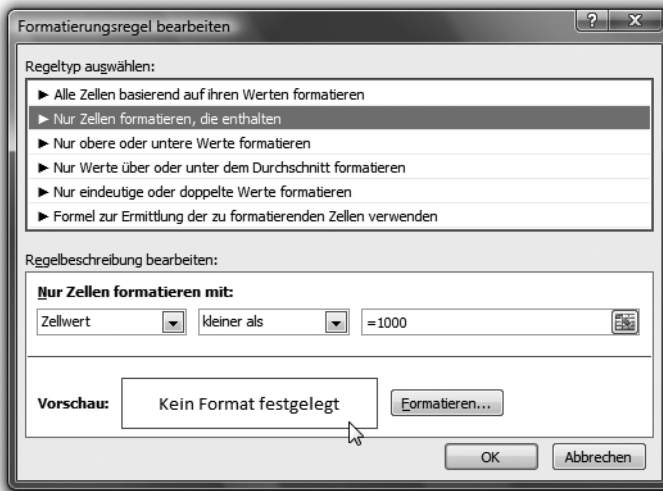 Formatierungsregel bearbeiten
Regeltyp auswählen:
► Alle Zellen basierend auf ihren Werten formatieren
► Nur Zellen formatieren, die enthalten
► Nur obere oder untere Werte formatieren
► Nur Werte über oder unter dem Durchschnitt formatieren
► Nur eindeutige oder doppelte Werte formatieren
► Formel zur Ermittlung der zu formatierenden Zellen verwenden
Regelbeschreibung bearbeiten:
Nur Zellen formatieren mit:
Zellwert kleiner als =1000
Vorschau: Kein Format festgelegt Formatieren...
OK Abbrechen